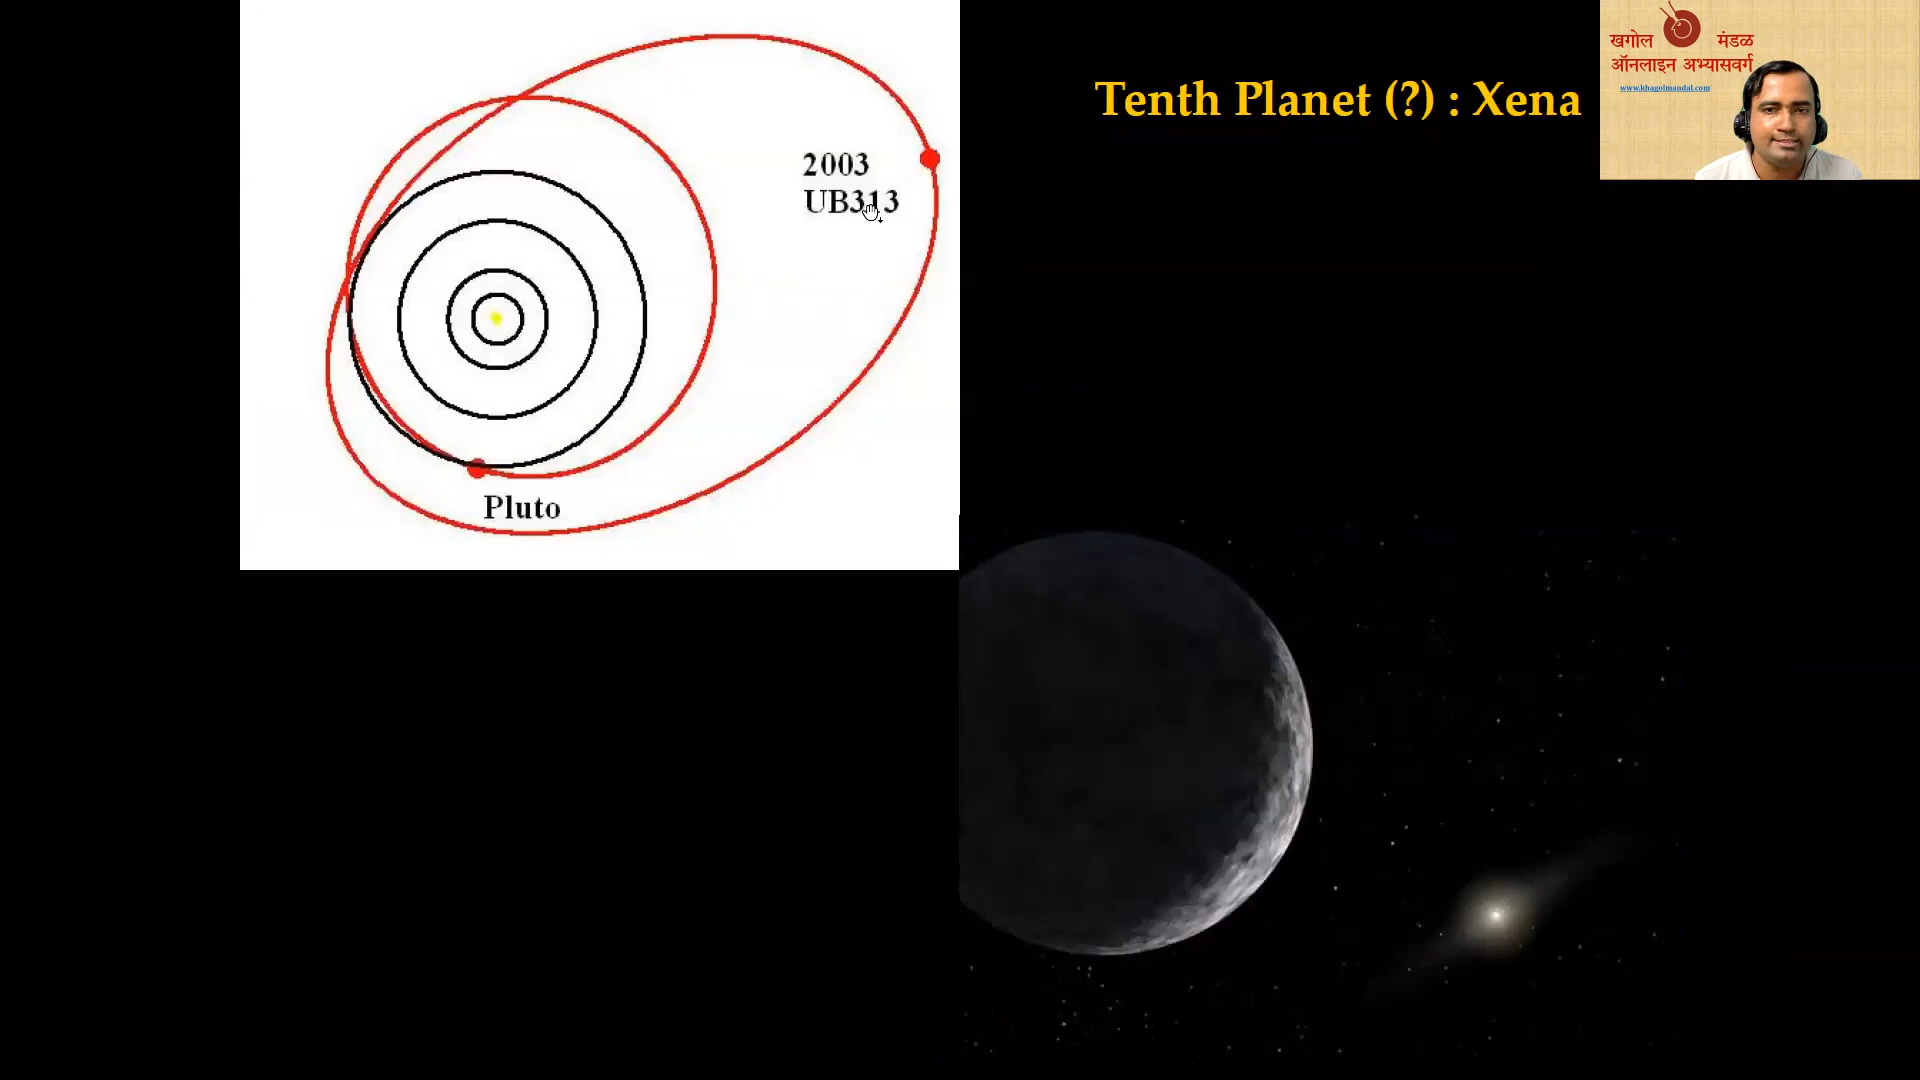 Tenth Planet (?) : Xena
2003
UB313
Pluto
खगोल मंडळ
ऑनलाइन अभ्यासवर्ग
www.khagolmandal.com